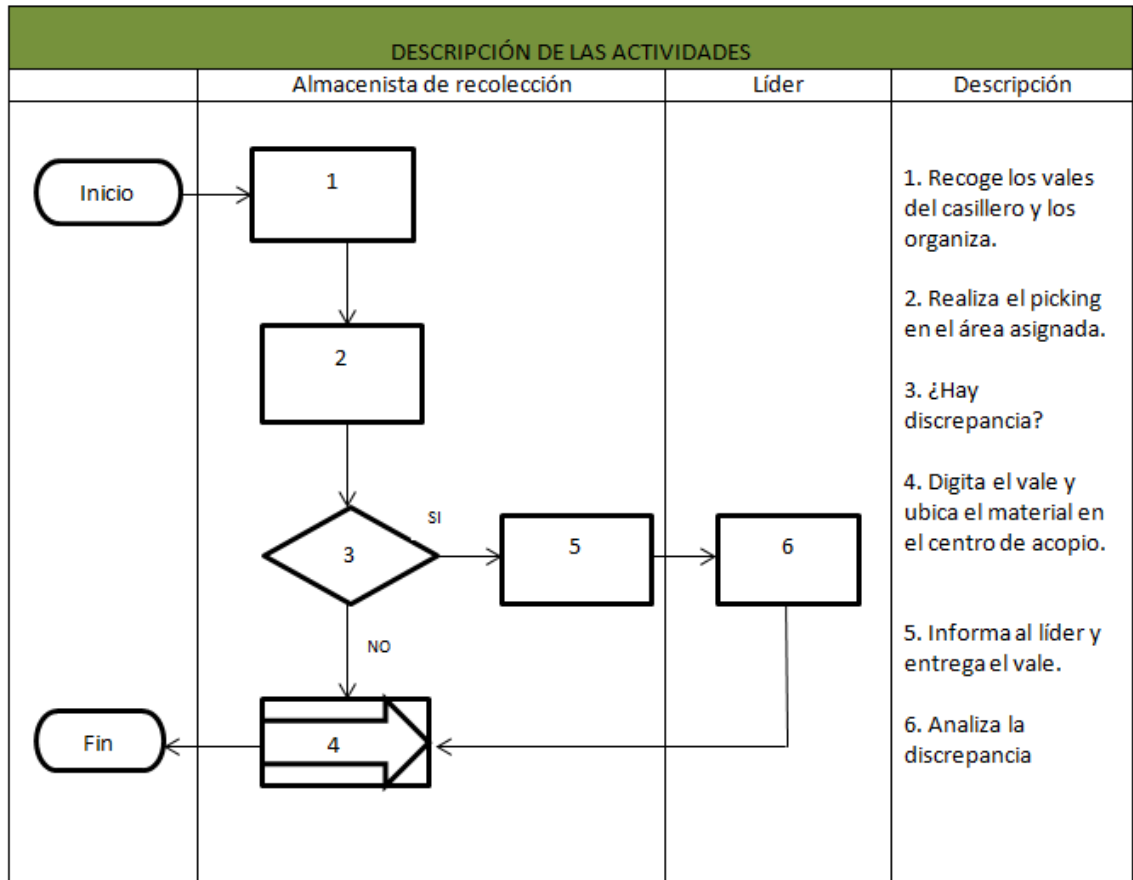 DESCRIPCIÓN DE LAS ACTIVIDADES
Almacenista de recolección
Líder
Descripción
Inicio
1
2
3
SI
5
6
NO
4
Fin
1. Recoge los vales
del casillero y los
organiza.
2. Realiza el picking
en el área asignada.
3. ¿Hay
discrepancia?
4. Digita el vale y
ubica el material en
el centro de acopio.
5. Informa al líder y
entrega el vale.
6. Analiza la
discrepancia